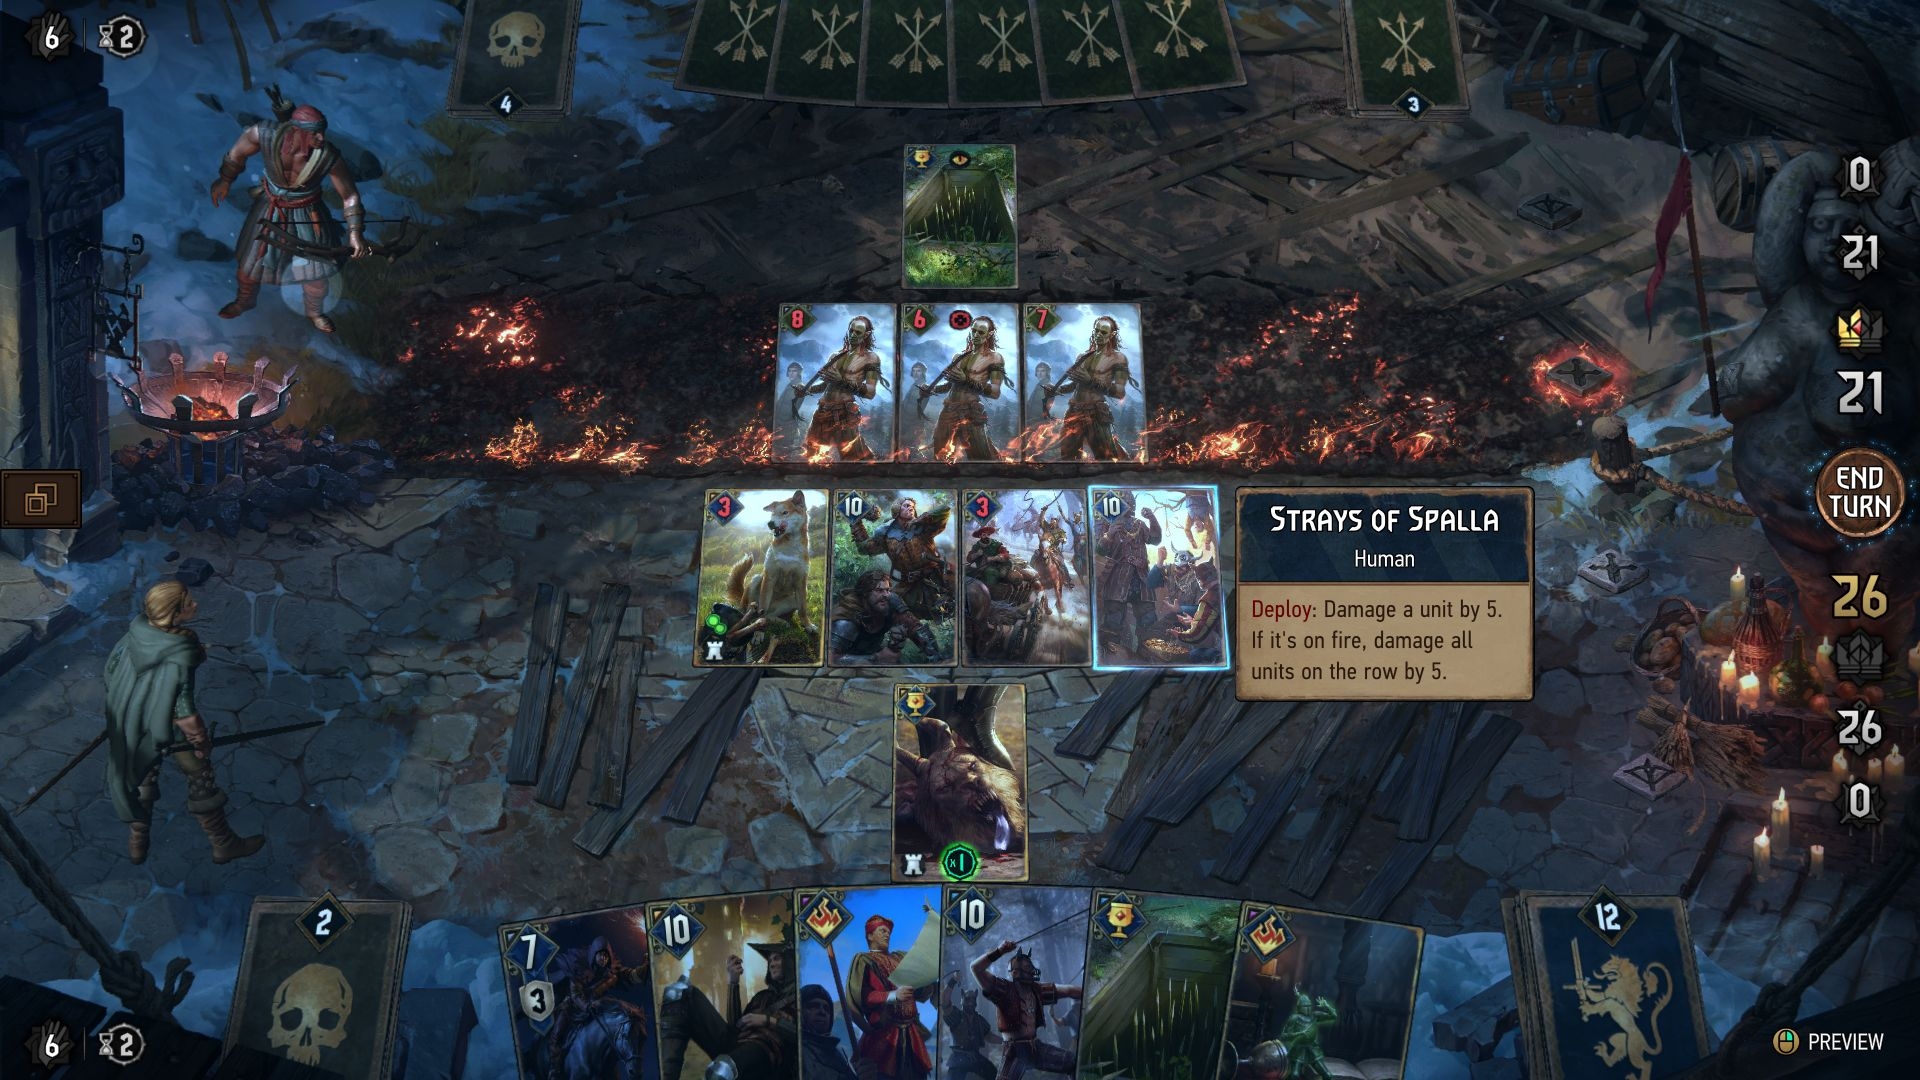 6 2
4
3
0
21
8 6 7
21
END
TURN
3 10 3 10
STRAYS OF SPALLA
Human
Deploy: Damage a unit by 5.
If it's on fire, damage all
units on the row by 5.
26
26
0
x1
2
7
3
10
10
12
6 2
PREVIEW